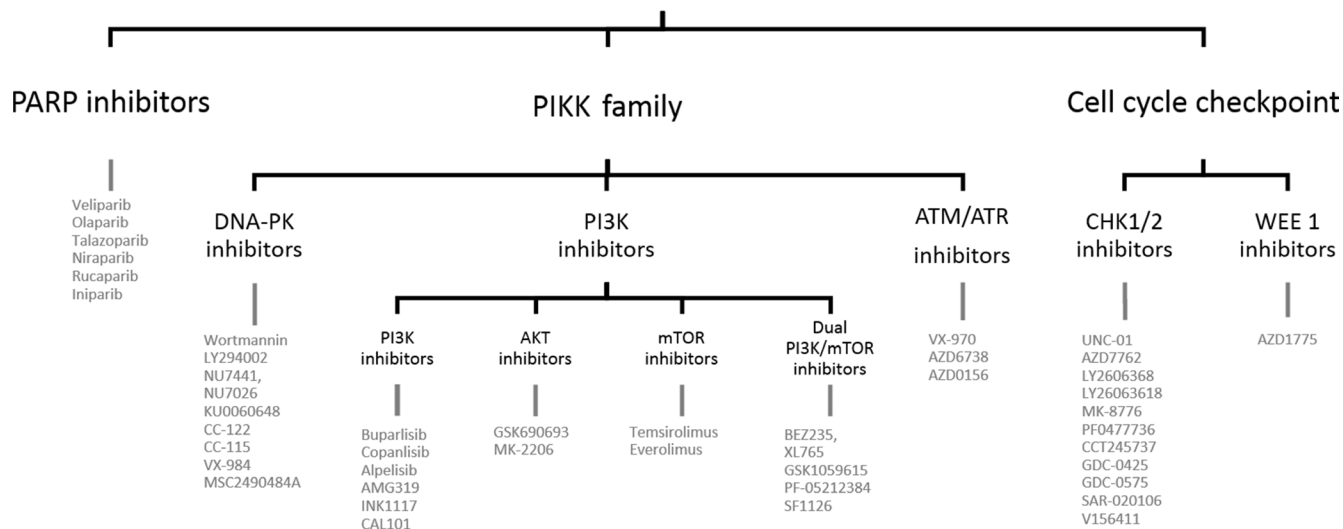 PARP inhibitors
Veliparib
Olaparib
Talazoparib
Niraparib
Rucaparib
Iniparib
PIKK family
DNA-PK
inhibitors
Wortmannin
LY294002
NU7441,
NU7026
KU0060648
CC-122
CC-115
VX-984
MSC2490484A
PI3K
inhibitors
PI3K
inhibitors
Buparlisib
Copanlisib
Alpelisib
AMG319
INK1117
CAL101
AKT
inhibitors
GSK690693
MK-2206
mTOR
inhibitors
Temsirolimus
Everolimus
Dual
PI3K/mTOR
inhibitors
BEZ235,
XL765
GSK1059615
PF-05212384
SF1126
ATM/ATR
inhibitors
VX-970
AZD6738
AZD0156
Cell cycle checkpoint
CHK1/2
inhibitors
UNC-01
AZD7762
LY2606368
LY26063618
MK-8776
PF0477736
CCT245737
GDC-0425
GDC-0575
SAR-020106
V156411
WEE 1
inhibitors
AZD1775